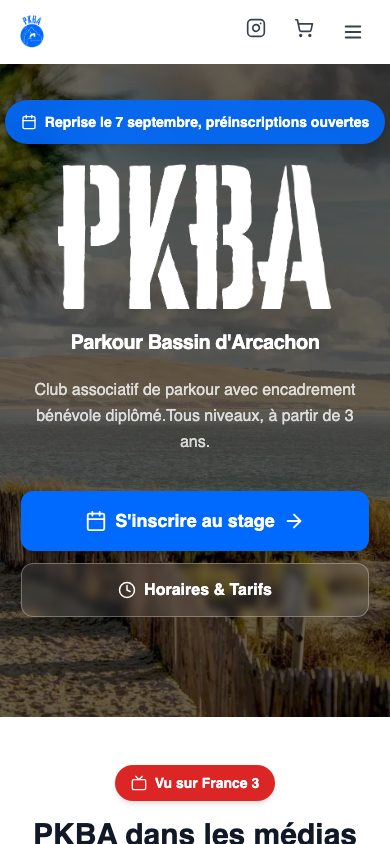 PKBA
Reprise le 7 septembre, préinscriptions ouvertes
PKBA
Parkour Bassin d'Arcachon
Club associatif de parkour avec encadrement
bénévole diplômé.Tous niveaux, à partir de 3
ans.
S'inscrire au stage
Horaires & Tarifs
Vu sur France 3
PKBA dans les médias